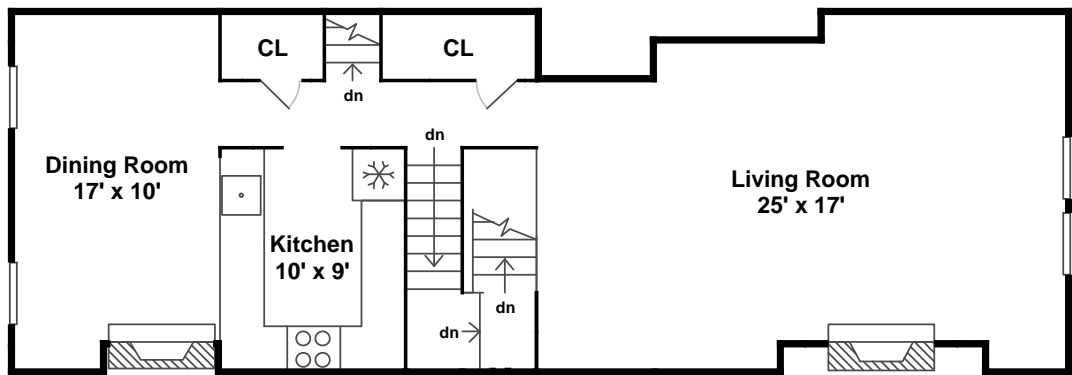 CL
CL
dn
dn
Dining Room
17' x 10'
Living Room
25' x 17'
Kitchen
10' x 9'
dn
dn